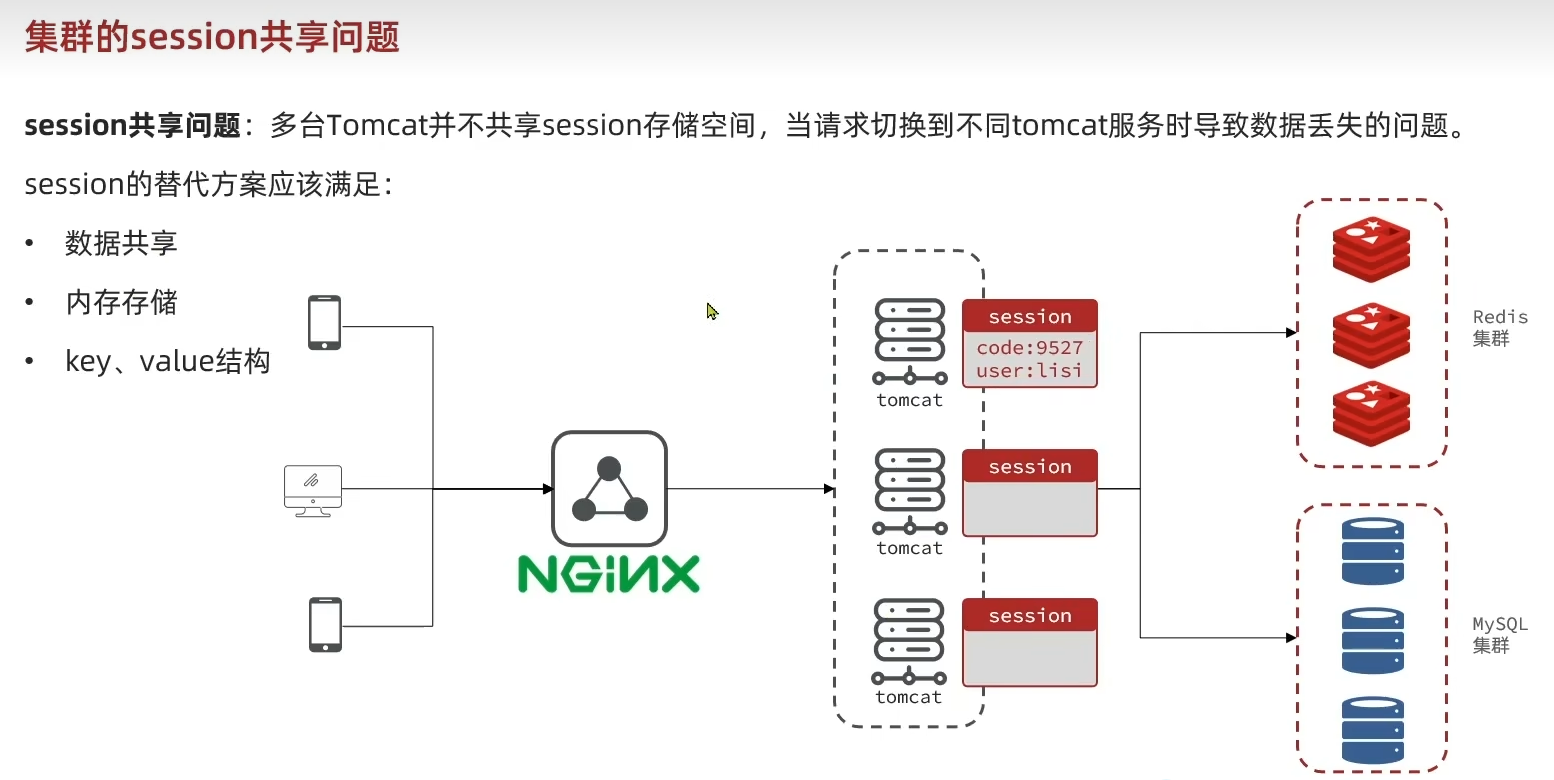 集群的session共享问题
session共享问题：多台Tomcat并不共享session存储空间，当请求切换到不同tomcat服务时导致数据丢失的问题。
session的替代方案应该满足：
• 数据共享
• 内存存储
• key、value结构
NGINX
session
code:9527
user:lisi
tomcat
session
tomcat
session
tomcat
Redis
集群
MySQL
集群